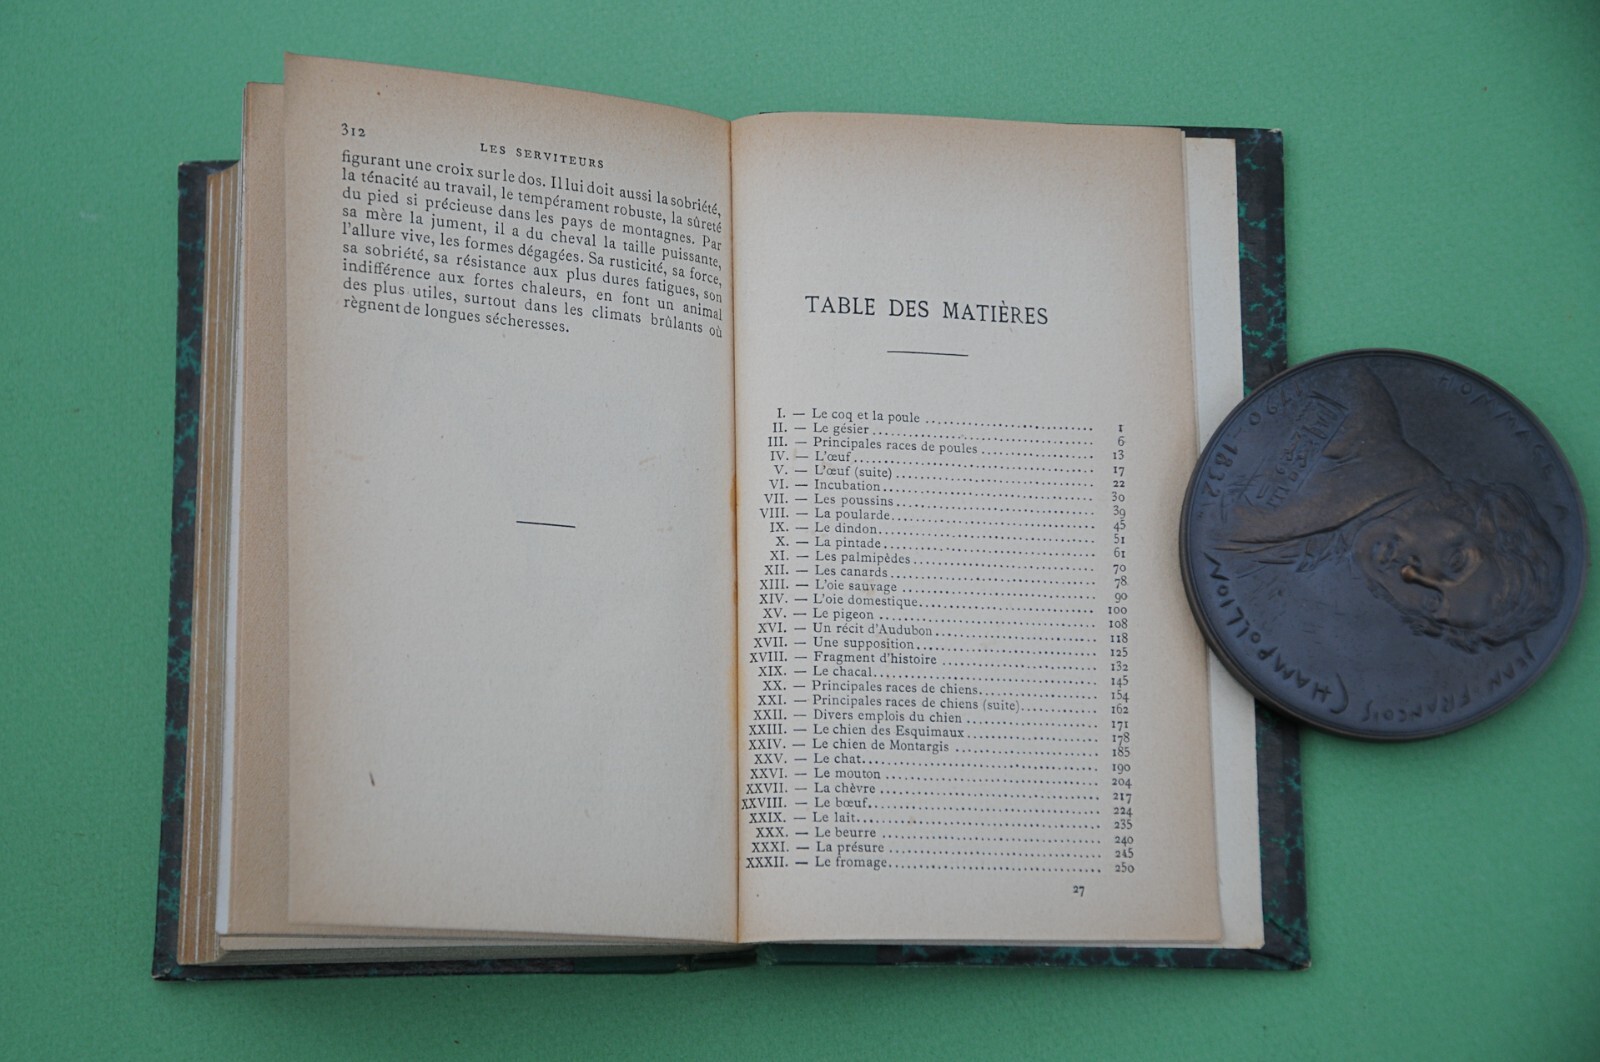 312
LES SERVITEURS
figurant une croix sur le dos. Il lui doit aussi la sobriété,
la ténacité au travail, le tempérament robuste, la sûreté
du pied si précieuse dans les pays de montagnes. Par
sa mère la jument, il a du cheval la taille puissante,
l'allure vive, les formes dégagées. Sa rusticité, sa force,
sa sobriété, sa résistance aux plus dures fatigues, son
indifférence aux fortes chaleurs, en font un animal
des plus utiles, surtout dans les climats brûlants où
règnent de longues sécheresses.
TABLE DES MATIÈRES
I. — Le coq et la poule 1
II. — Le gésier 6
III. — Principales races de poules 13
IV. — L'œuf 17
V. — L'œuf (suite) 22
VI. — Incubation 30
VII. — Les poussins 39
VIII. — La poularde 45
IX. — Le dindon 51
X. — La pintade 61
XI. — Les palmipèdes 70
XII. — Les canards 78
XIII. — L'oie sauvage 90
XIV. — L'oie domestique 100
XV. — Le pigeon 108
XVI. — Un récit d'Audubon 118
XVII. — Une supposition 125
XVIII. — Fragment d'histoire 132
XIX. — Le chacal 145
XX. — Principales races de chiens 154
XXI. — Principales races de chiens (suite) 162
XXII. — Divers emplois du chien 171
XXIII. — Le chien des Esquimaux 178
XXIV. — Le chien de Montargis 185
XXV. — Le chat 190
XXVI. — Le mouton 204
XXVII. — La chèvre 217
XXVIII. — Le bœuf 224
XXIX. — Le lait 235
XXX. — Le beurre 240
XXXI. — La présure 245
XXXII. — Le fromage 250
27
HOMMAGE A
JEAN FRANÇOIS CHAMPOLLION
1790-1832